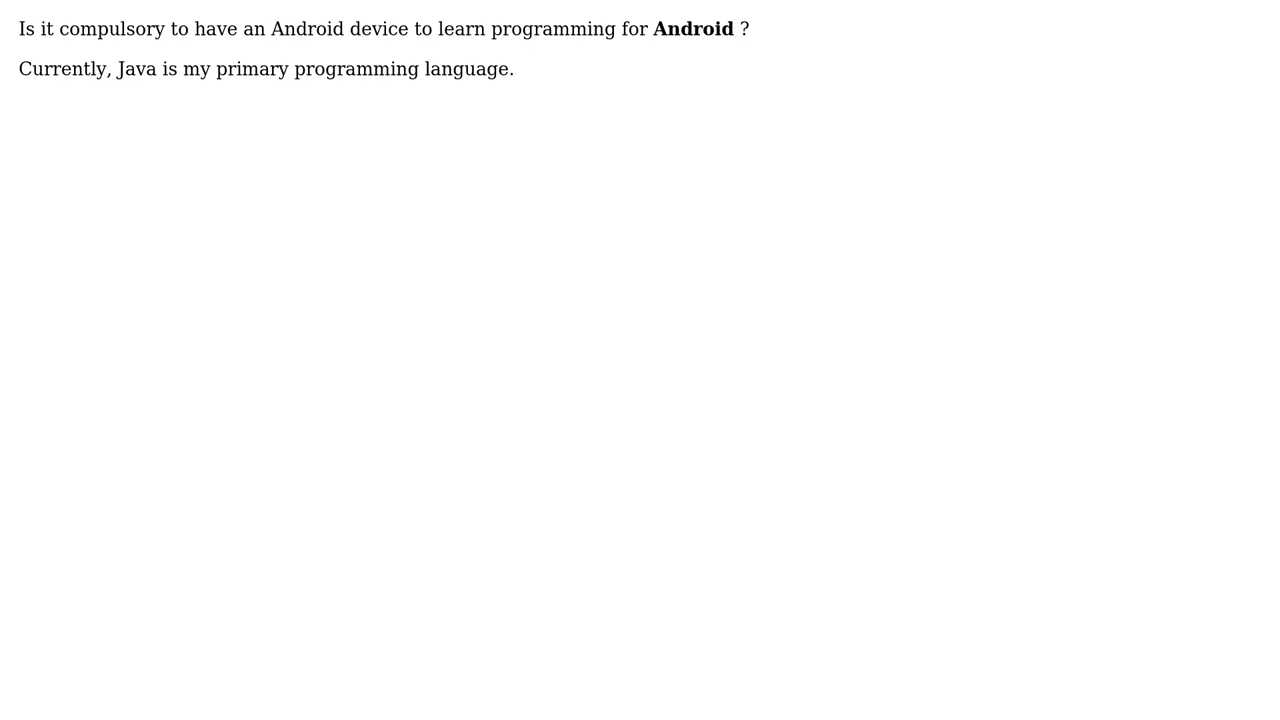 Is it compulsory to have an Android device to learn programming for Android ?
Currently, Java is my primary programming language.